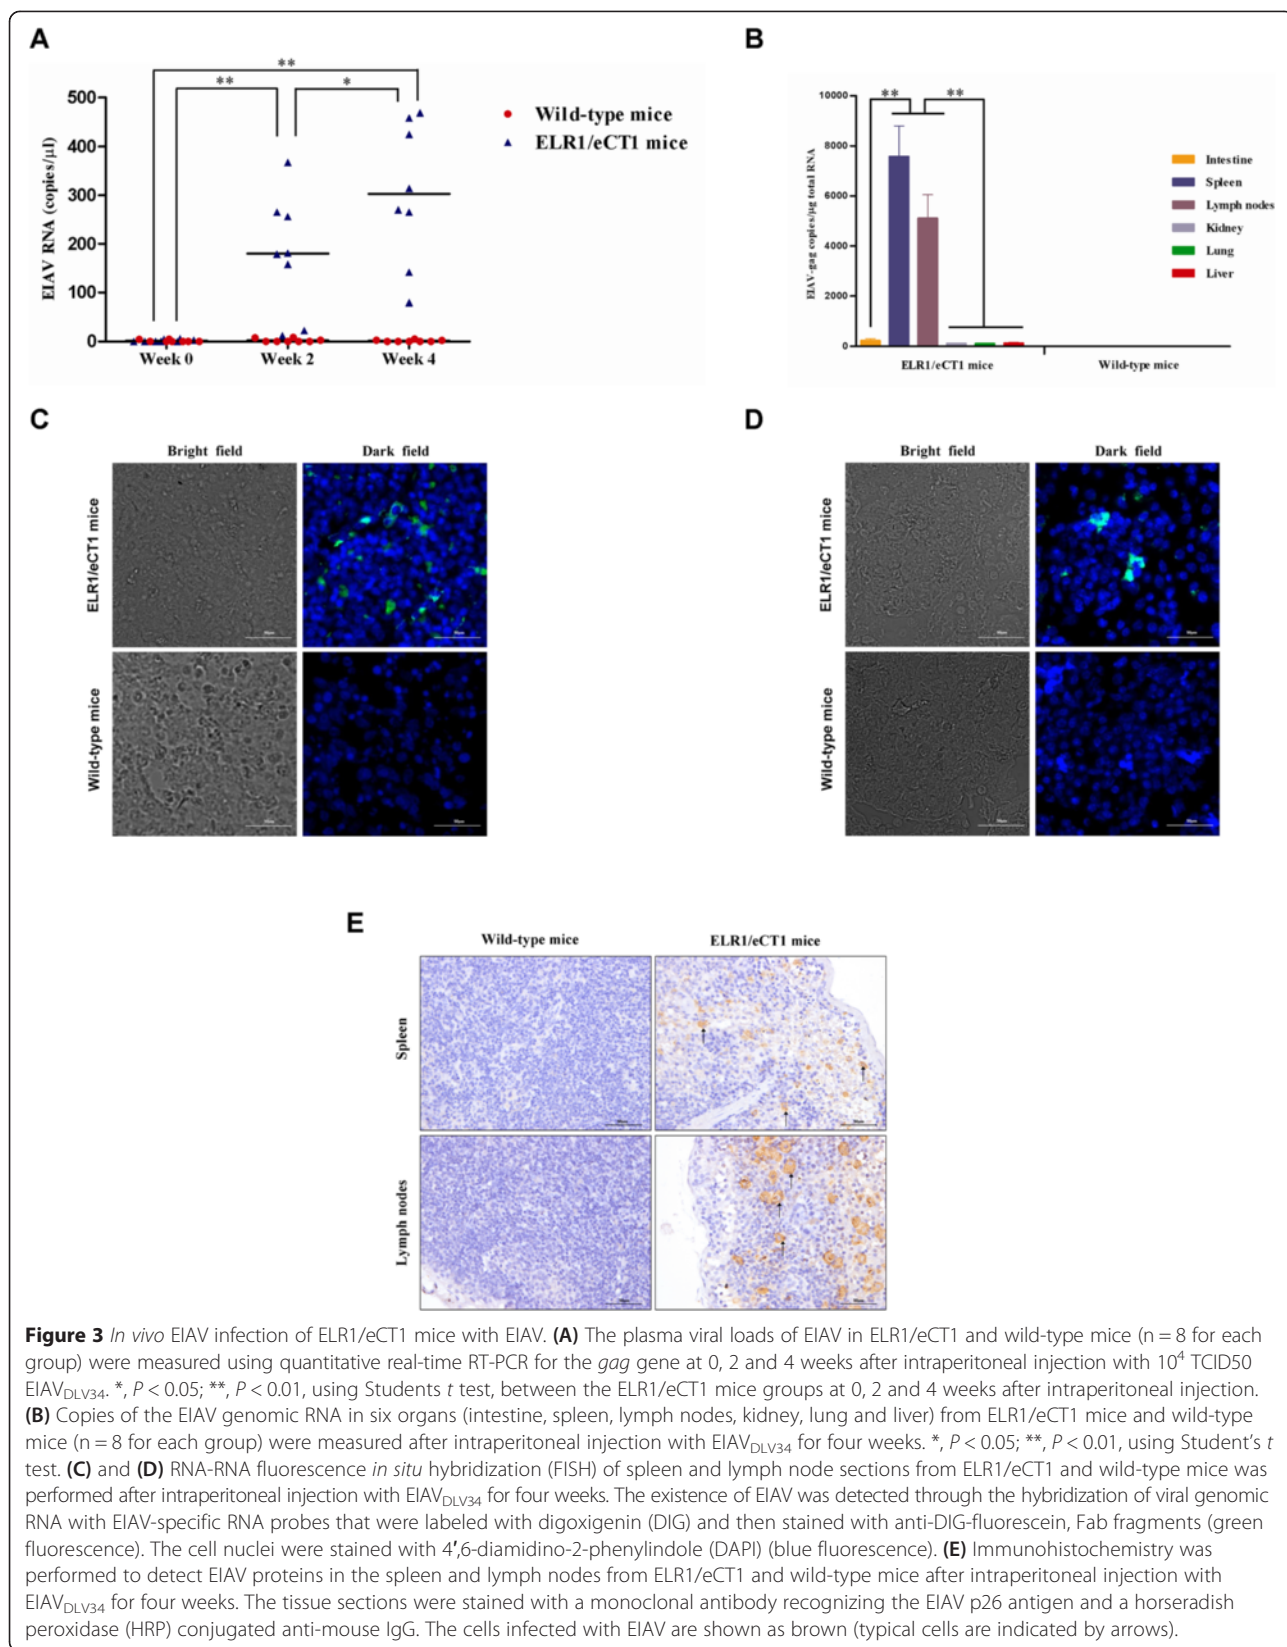 A
**
**
*
500
400
300
200
100
0
EIAV RNA (copies/µl)
Week 0
Week 2
Week 4
Wild-type mice
ELR1/eCT1 mice
B
**
**
10000
8000
6000
4000
2000
0
EIAV-gag copies/µg total RNA
ELR1/eCT1 mice
Wild-type mice
Intestine
Spleen
Lymph nodes
Kidney
Lung
Liver
C
Bright field
Dark field
ELR1/eCT1 mice
Wild-type mice
D
Bright field
Dark field
ELR1/eCT1 mice
Wild-type mice
E
Wild-type mice
ELR1/eCT1 mice
Spleen
Lymph nodes
Figure 3 In vivo EIAV infection of ELR1/eCT1 mice with EIAV. (A) The plasma viral loads of EIAV in ELR1/eCT1 and wild-type mice (n = 8 for each
group) were measured using quantitative real-time RT-PCR for the gag gene at 0, 2 and 4 weeks after intraperitoneal injection with 10⁴ TCID50
EIAV_DLV34. *, P < 0.05; **, P < 0.01, using Students t test, between the ELR1/eCT1 mice groups at 0, 2 and 4 weeks after intraperitoneal injection.
(B) Copies of the EIAV genomic RNA in six organs (intestine, spleen, lymph nodes, kidney, lung and liver) from ELR1/eCT1 mice and wild-type
mice (n = 8 for each group) were measured after intraperitoneal injection with EIAV_DLV34 for four weeks. *, P < 0.05; **, P < 0.01, using Student's t
test. (C) and (D) RNA-RNA fluorescence in situ hybridization (FISH) of spleen and lymph node sections from ELR1/eCT1 and wild-type mice was
performed after intraperitoneal injection with EIAV_DLV34 for four weeks. The existence of EIAV was detected through the hybridization of viral genomic
RNA with EIAV-specific RNA probes that were labeled with digoxigenin (DIG) and then stained with anti-DIG-fluorescein, Fab fragments (green
fluorescence). The cell nuclei were stained with 4′,6-diamidino-2-phenylindole (DAPI) (blue fluorescence). (E) Immunohistochemistry was
performed to detect EIAV proteins in the spleen and lymph nodes from ELR1/eCT1 and wild-type mice after intraperitoneal injection with
EIAV_DLV34 for four weeks. The tissue sections were stained with a monoclonal antibody recognizing the EIAV p26 antigen and a horseradish
peroxidase (HRP) conjugated anti-mouse IgG. The cells infected with EIAV are shown as brown (typical cells are indicated by arrows).